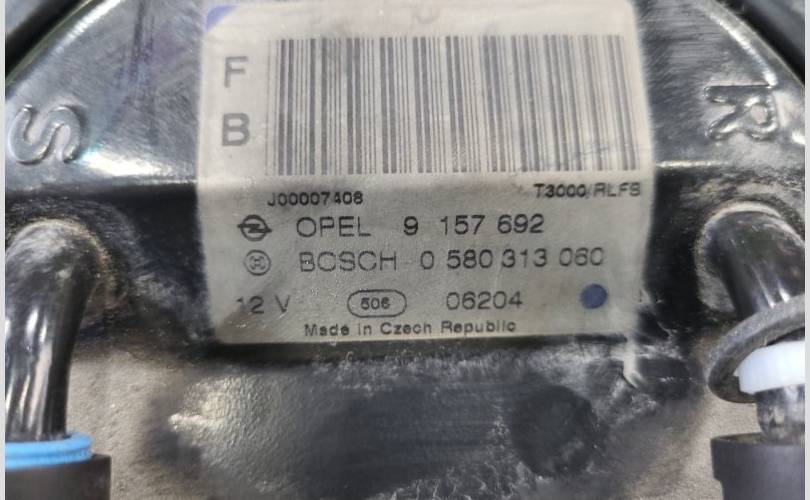 F
B
S
R
J00007408 T3000/RLFS
OPEL 9 157 692
BOSCH 0 580 313 060
12 V 506 06204
Made in Czech Republic